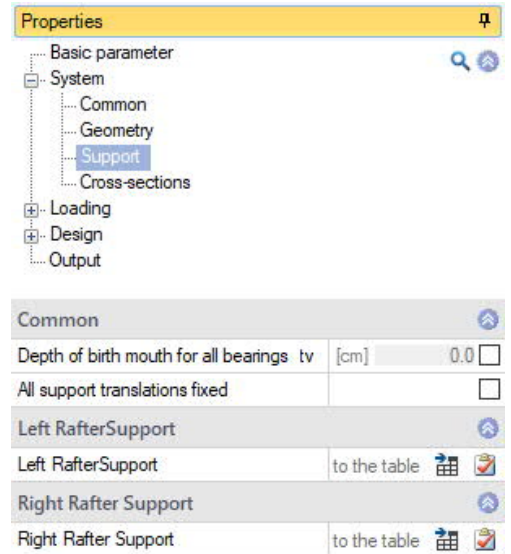 Properties
Basic parameter
System
Common
Geometry
Support
Cross-sections
Loading
Design
Output
Common
Depth of birth mouth for all bearings tv [cm] 0.0
All support translations fixed
Left RafterSupport
Left RafterSupport to the table
Right Rafter Support
Right Rafter Support to the table